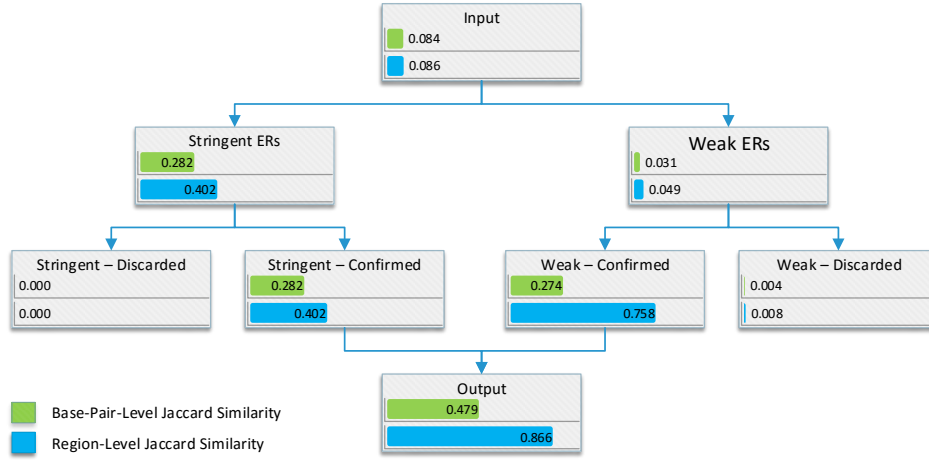 Input
0.084
0.086
Stringent ERs
0.282
0.402
Weak ERs
0.031
0.049
Stringent – Discarded
0.000
0.000
Stringent – Confirmed
0.282
0.402
Weak – Confirmed
0.274
0.758
Weak – Discarded
0.004
0.008
Output
0.479
0.866
Base-Pair-Level Jaccard Similarity
Region-Level Jaccard Similarity